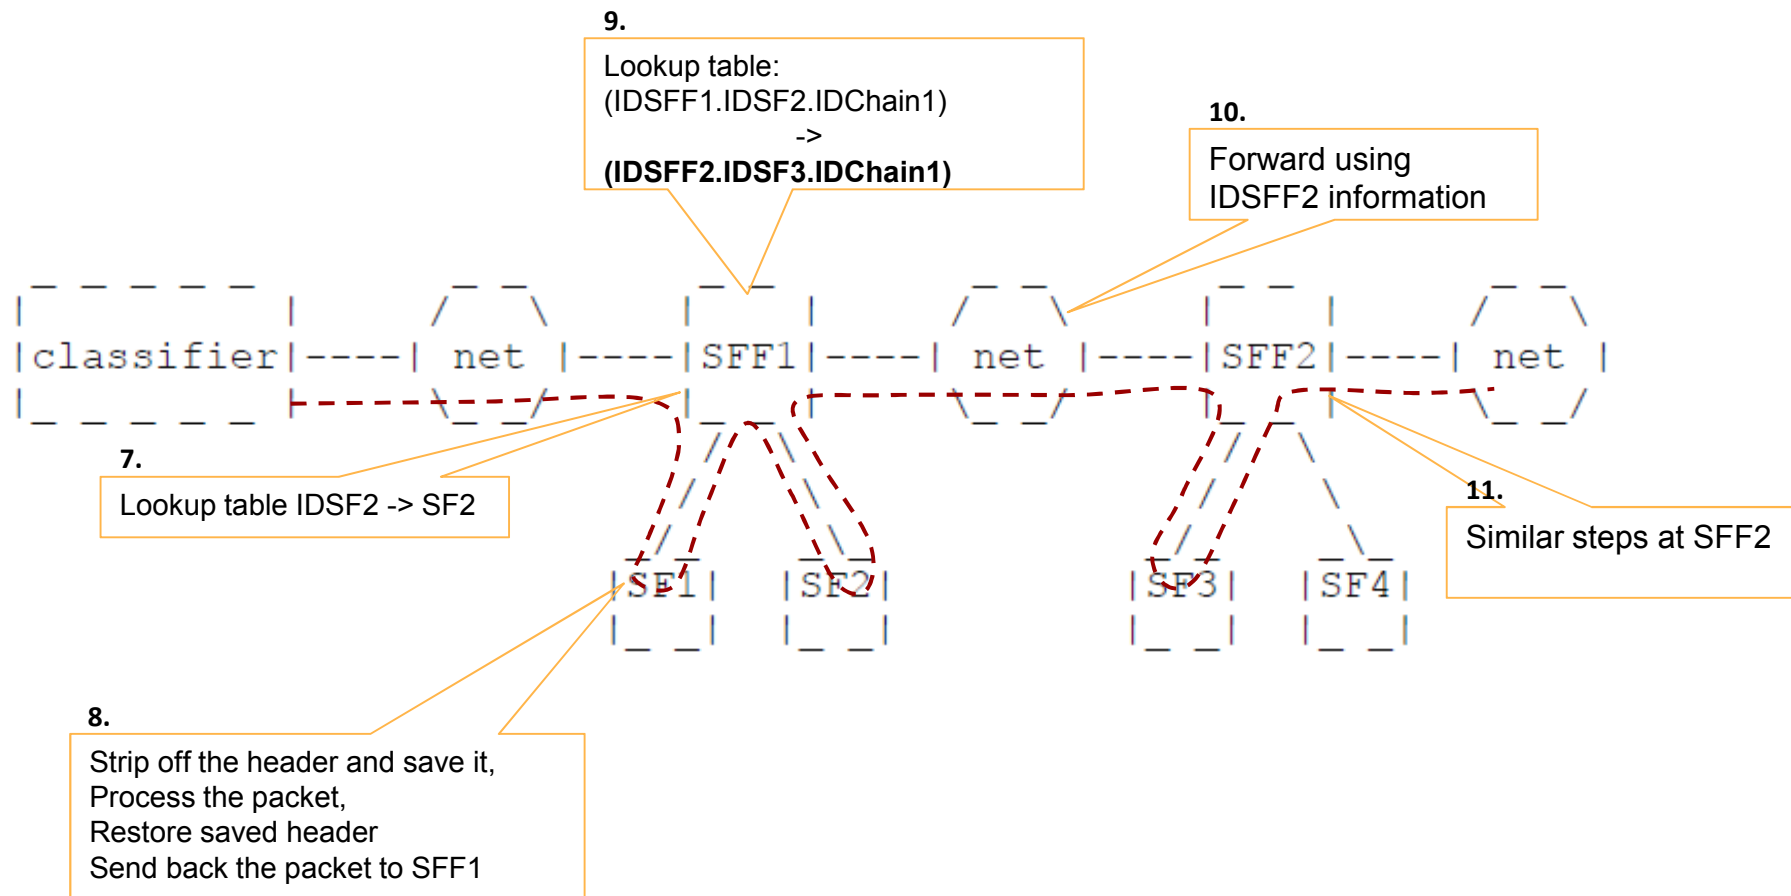 9.
Lookup table:
(IDSFF1.IDSF2.IDChain1)
->
(IDSFF2.IDSF3.IDChain1)
10.
Forward using
IDSFF2 information
|classifier|----| net |----|SFF1|----| net |----|SFF2|----| net |
7.
Lookup table IDSF2 -> SF2
11.
Similar steps at SFF2
|SF1| |SF2| |SF3| |SF4|
8.
Strip off the header and save it,
Process the packet,
Restore saved header
Send back the packet to SFF1